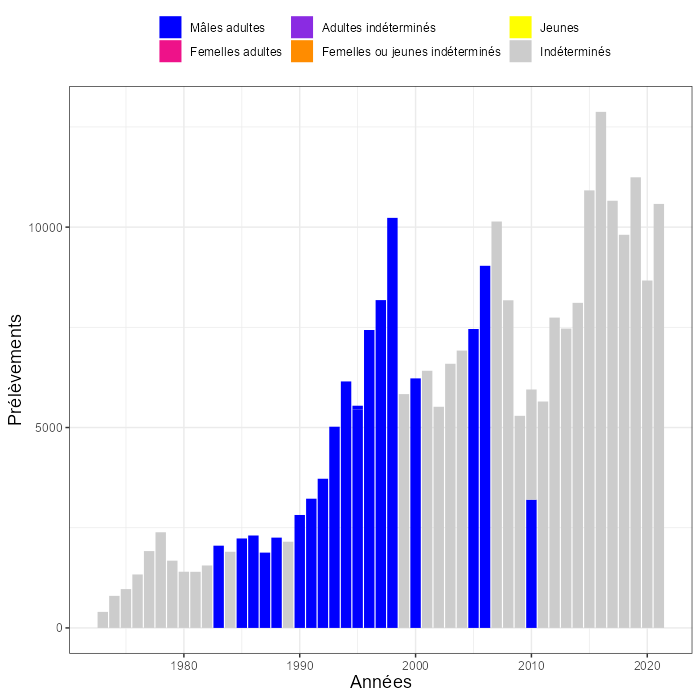 Mâles adultes Adultes indéterminés Jeunes
Femelles adultes Femelles ou jeunes indéterminés Indéterminés
Prélèvements
10000
5000
0
1980 1990 2000 2010 2020
Années